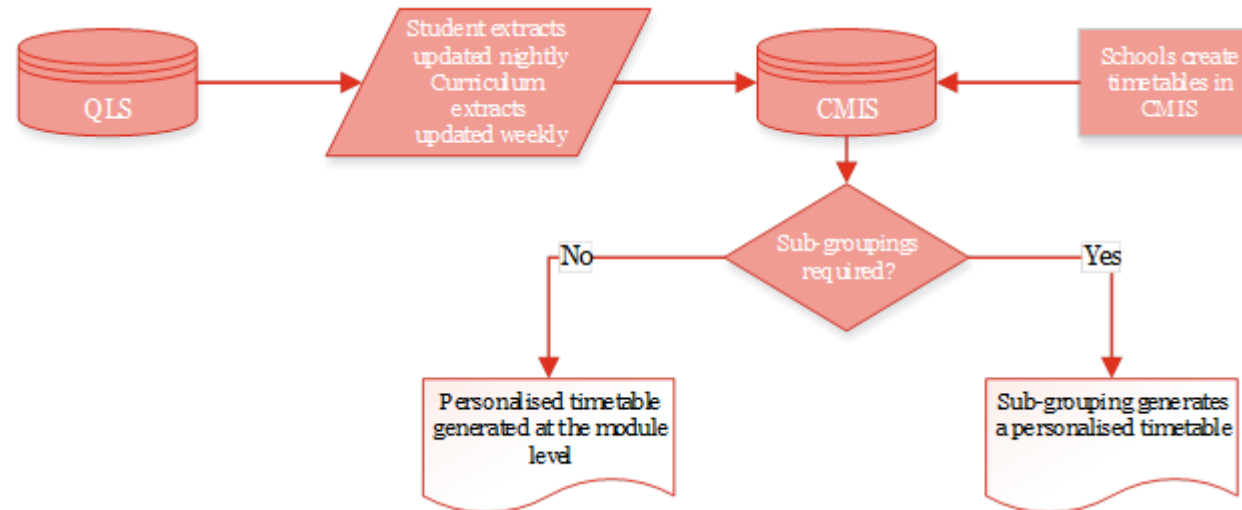 QLS
Student extracts
updated nightly
Curriculum
extracts
updated weekly
CMIS
Schools create
timetables in
CMIS
Sub-groupings
required?
No
Yes
Personalised timetable
generated at the module
level
Sub-grouping generates
a personalised timetable